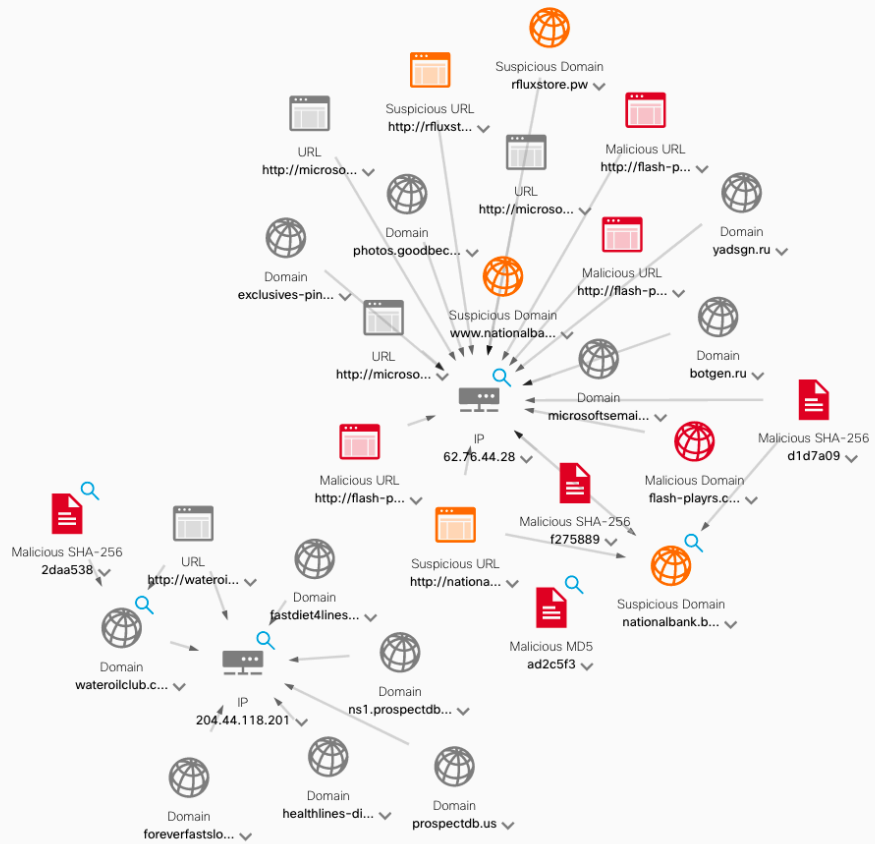 Suspicious Domain
rfluxstore.pw
Suspicious URL
http://rfluxst...
URL
http://microso...
Malicious URL
http://flash-p...
URL
http://microso...
Domain
photos.goodbec...
Domain
yadsgn.ru
Domain
exclusives-pin...
Malicious URL
http://flash-p...
Suspicious Domain
www.nationalba...
URL
http://microso...
Domain
botgen.ru
Domain
microsoftsemai...
IP
62.76.44.28
Malicious SHA-256
d1d7a09
Malicious URL
http://flash-p...
Malicious Domain
flash-playrs.c...
Malicious SHA-256
f275889
Malicious SHA-256
2daa538
URL
http://wateroi...
Suspicious URL
http://nationa...
Domain
fastdiet4lines...
Suspicious Domain
nationalbank.b...
Malicious MD5
ad2c5f3
Domain
wateroilclub.c...
IP
204.44.118.201
Domain
ns1.prospectdb...
Domain
foreverfastslo...
Domain
healthlines-di...
Domain
prospectdb.us